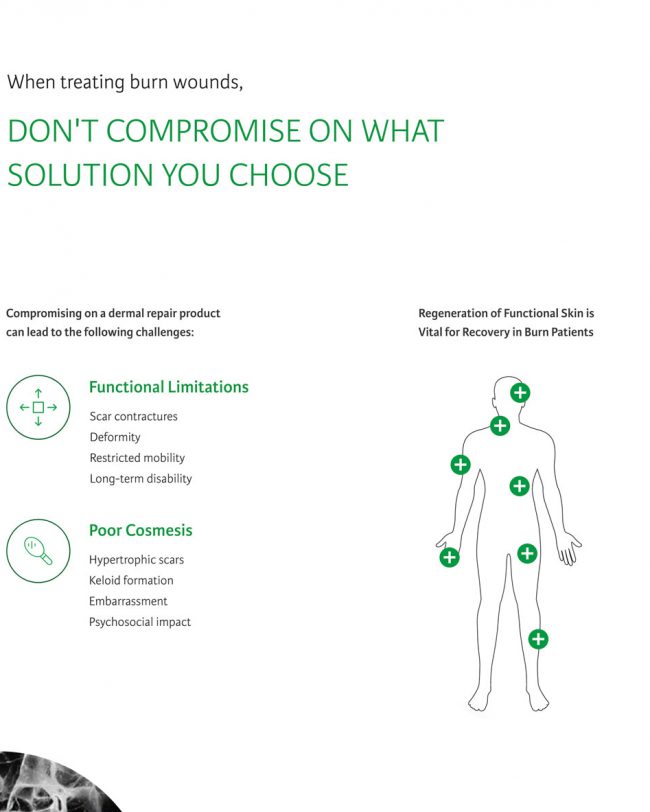 When treating burn wounds,
DON'T COMPROMISE ON WHAT
SOLUTION YOU CHOOSE
Compromising on a dermal repair product
can lead to the following challenges:
Functional Limitations
Scar contractures
Deformity
Restricted mobility
Long-term disability
Poor Cosmesis
Hypertrophic scars
Keloid formation
Embarrassment
Psychosocial impact
Regeneration of Functional Skin is
Vital for Recovery in Burn Patients